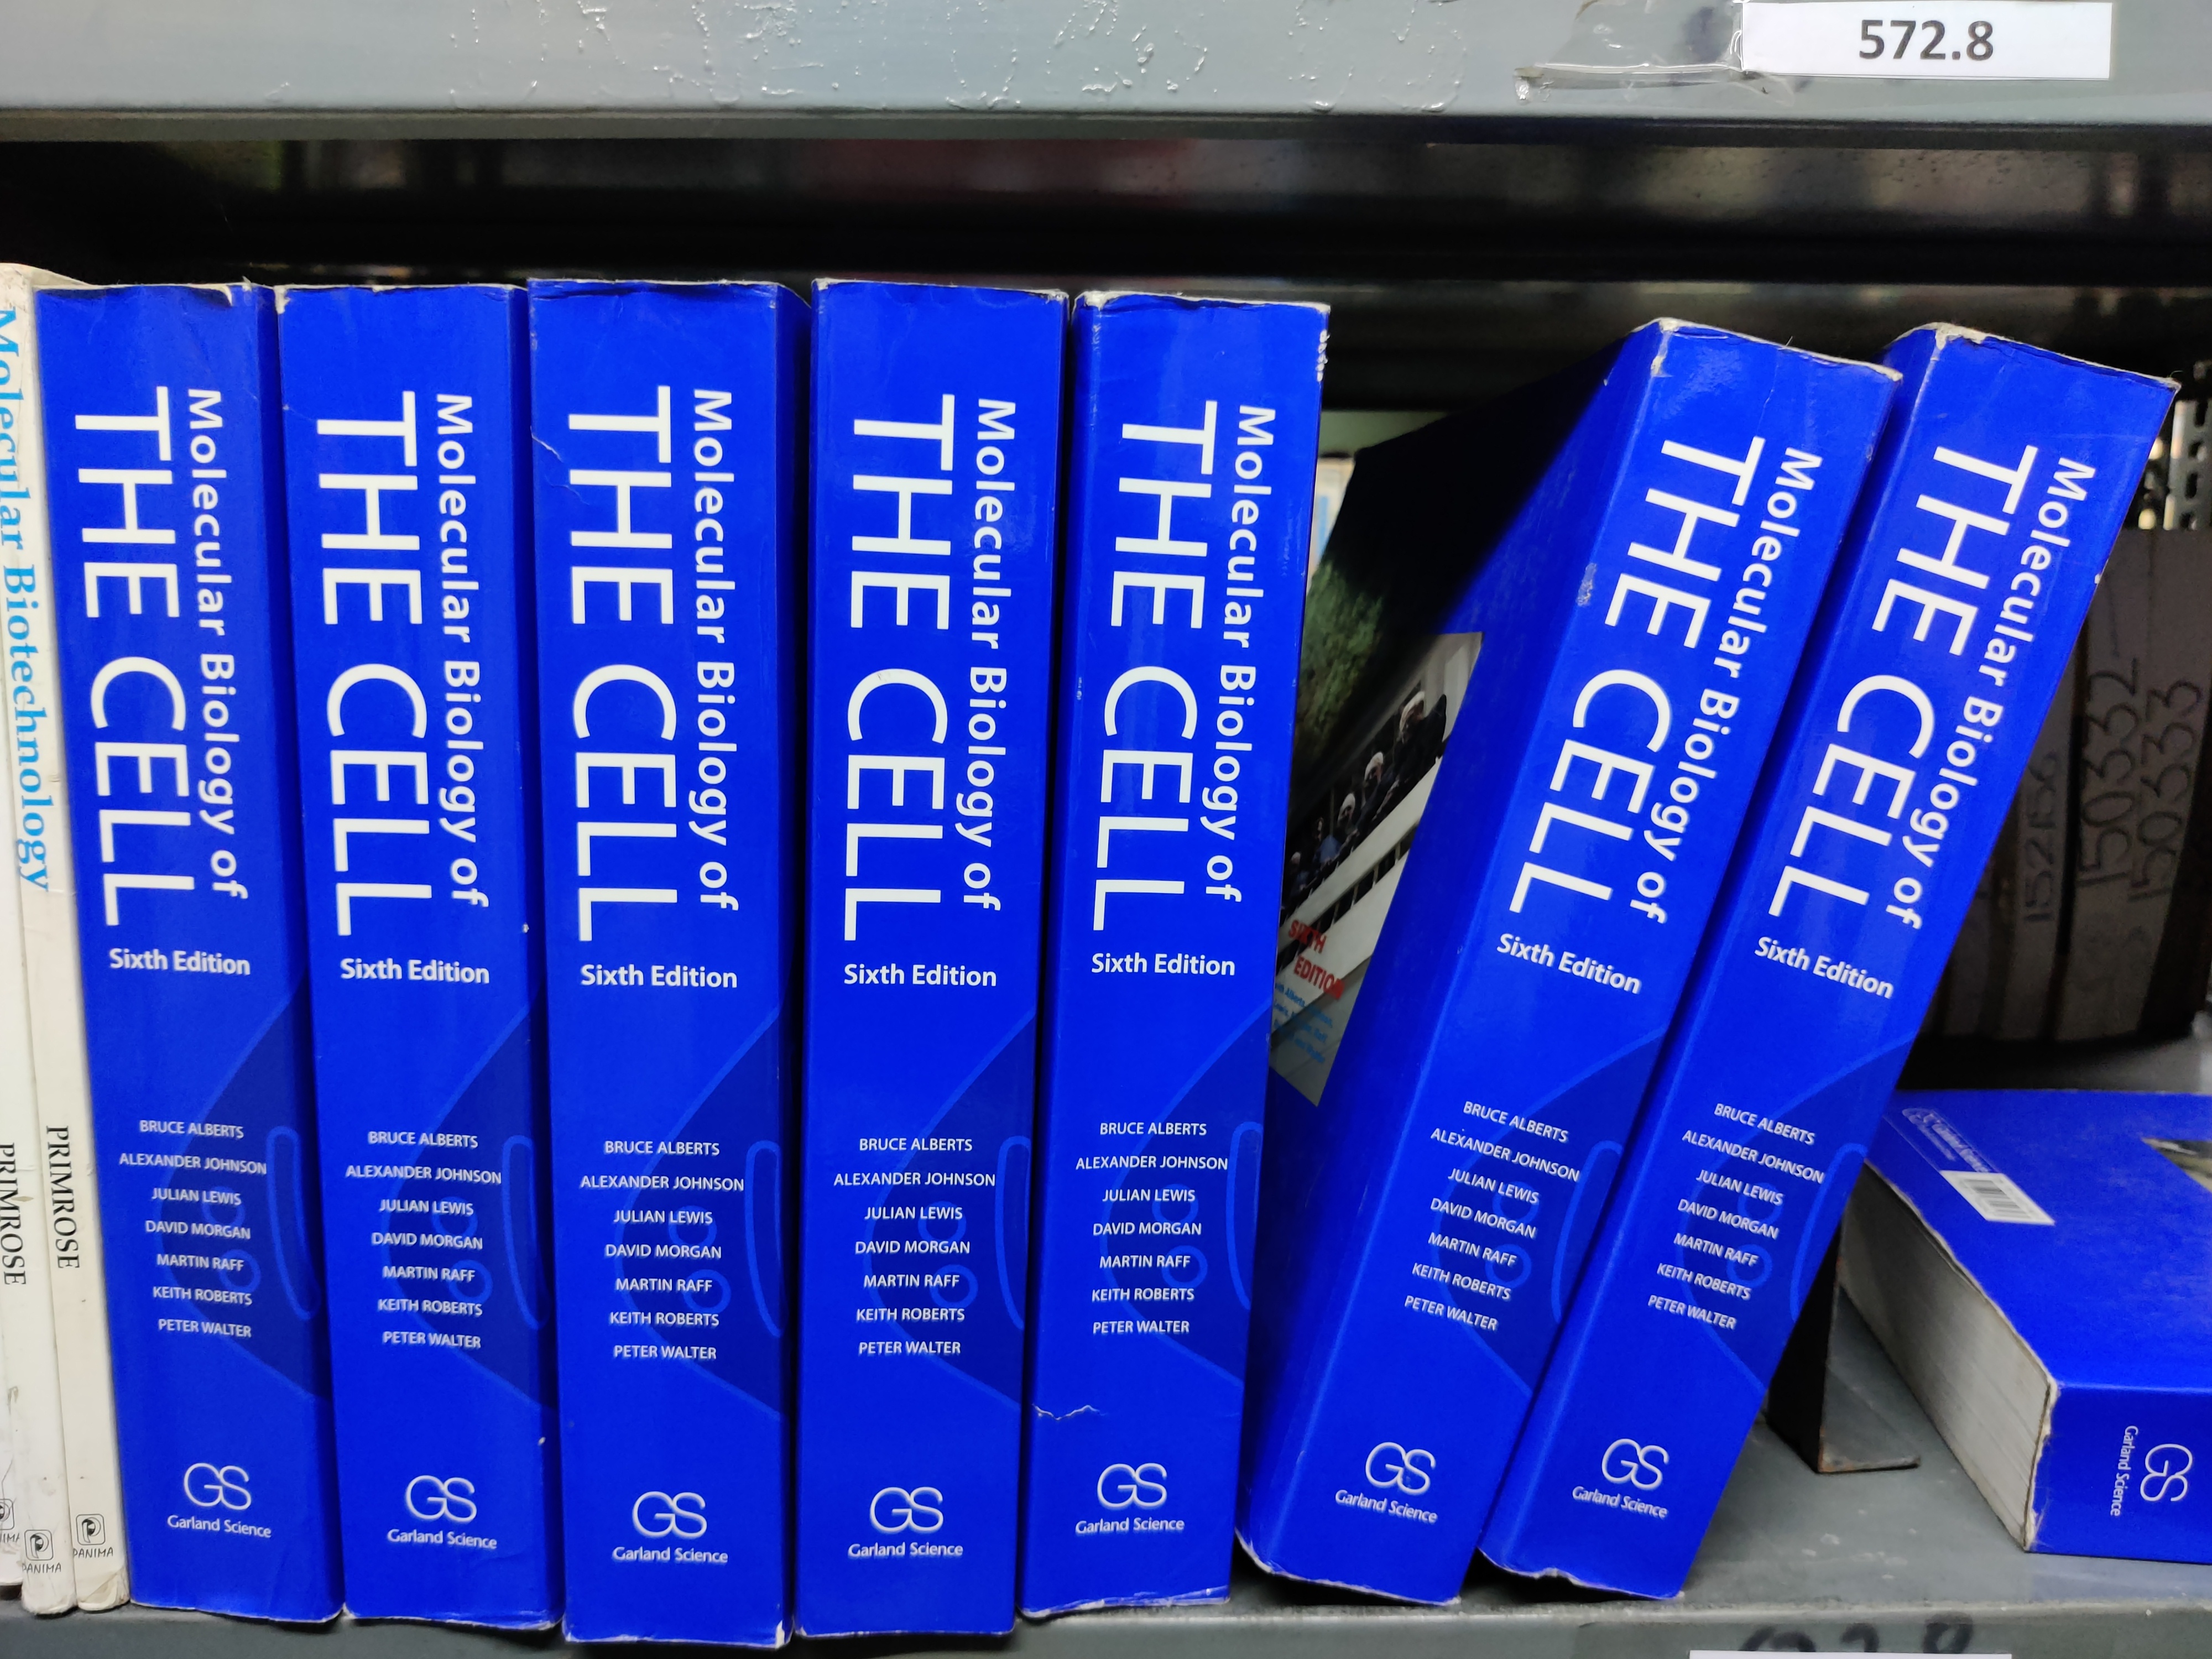 572.8
Molecular Biotechnology
PRIMROSE
PANIMA
PRIMROSE
PANIMA
Molecular Biology of
THE CELL
Sixth Edition
BRUCE ALBERTS
ALEXANDER JOHNSON
JULIAN LEWIS
DAVID MORGAN
MARTIN RAFF
KEITH ROBERTS
PETER WALTER
GS
Garland Science
Molecular Biology of
THE CELL
Sixth Edition
BRUCE ALBERTS
ALEXANDER JOHNSON
JULIAN LEWIS
DAVID MORGAN
MARTIN RAFF
KEITH ROBERTS
PETER WALTER
GS
Garland Science
Molecular Biology of
THE CELL
Sixth Edition
BRUCE ALBERTS
ALEXANDER JOHNSON
JULIAN LEWIS
DAVID MORGAN
MARTIN RAFF
KEITH ROBERTS
PETER WALTER
GS
Garland Science
Molecular Biology of
THE CELL
Sixth Edition
BRUCE ALBERTS
ALEXANDER JOHNSON
JULIAN LEWIS
DAVID MORGAN
MARTIN RAFF
KEITH ROBERTS
PETER WALTER
GS
Garland Science
Molecular Biology of
THE CELL
Sixth Edition
BRUCE ALBERTS
ALEXANDER JOHNSON
JULIAN LEWIS
DAVID MORGAN
MARTIN RAFF
KEITH ROBERTS
PETER WALTER
GS
Garland Science
SIXTH
EDITION
Molecular Biology of
THE CELL
Sixth Edition
BRUCE ALBERTS
ALEXANDER JOHNSON
JULIAN LEWIS
DAVID MORGAN
MARTIN RAFF
KEITH ROBERTS
PETER WALTER
GS
Garland Science
Molecular Biology of
THE CELL
Sixth Edition
BRUCE ALBERTS
ALEXANDER JOHNSON
JULIAN LEWIS
DAVID MORGAN
MARTIN RAFF
KEITH ROBERTS
PETER WALTER
GS
Garland Science
152156
150332
150333
GS
Garland Science